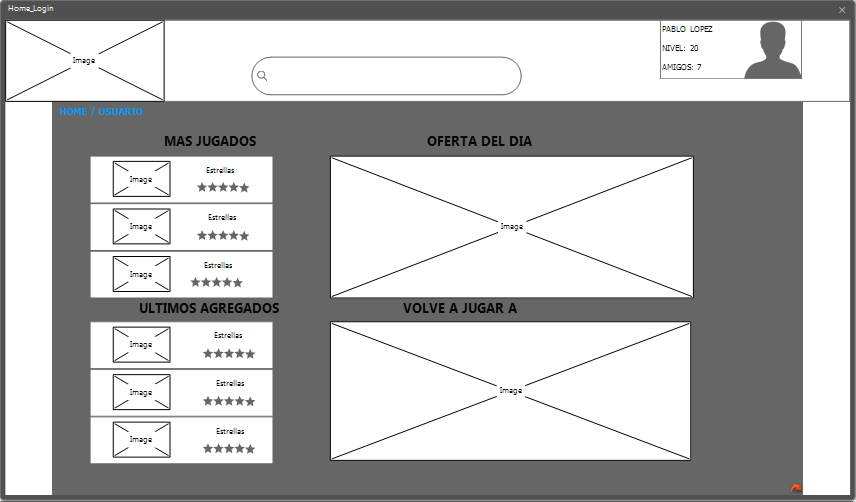 Home_Login
Image
PABLO LOPEZ
NIVEL: 20
AMIGOS: 7
HOME / USUARIO
MAS JUGADOS
Image
Estrellas
Image
Estrellas
Image
Estrellas
OFERTA DEL DIA
Image
ULTIMOS AGREGADOS
Image
Estrellas
Image
Estrellas
Image
Estrellas
VOLVE A JUGAR A
Image